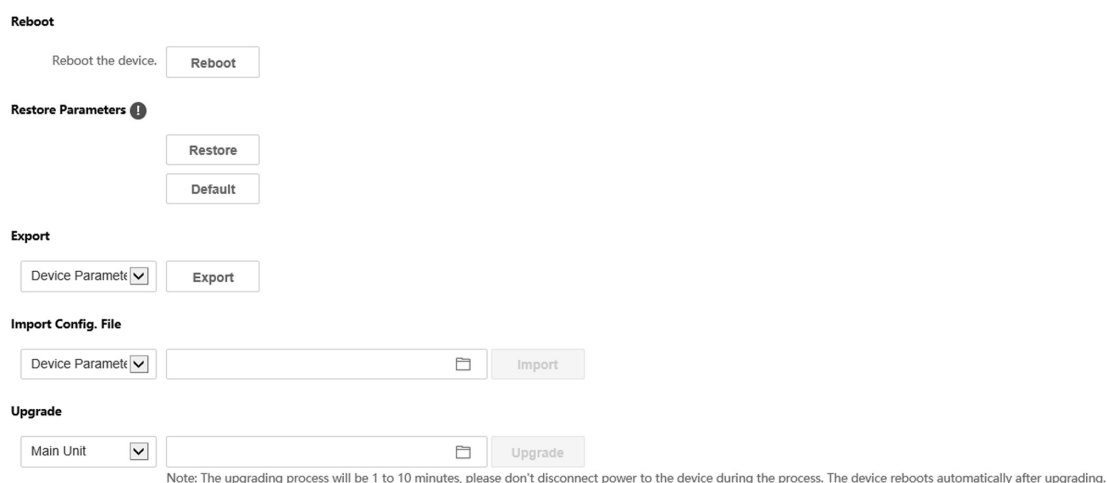 Reboot
Reboot the device. Reboot
Restore Parameters !
Restore
Default
Export
Device Paramete Export
Import Config. File
Device Paramete Import
Upgrade
Main Unit Upgrade
Note: The upgrading process will be 1 to 10 minutes, please don't disconnect power to the device during the process. The device reboots automatically after upgrading.